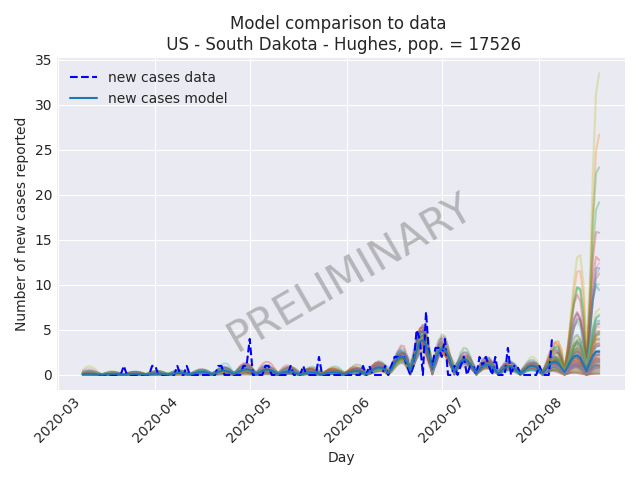 Model comparison to data
US - South Dakota - Hughes, pop. = 17526
new cases data
new cases model
Number of new cases reported
35
30
25
20
15
10
5
0
PRELIMINARY
2020-03
2020-04
2020-05
2020-06
2020-07
2020-08
Day